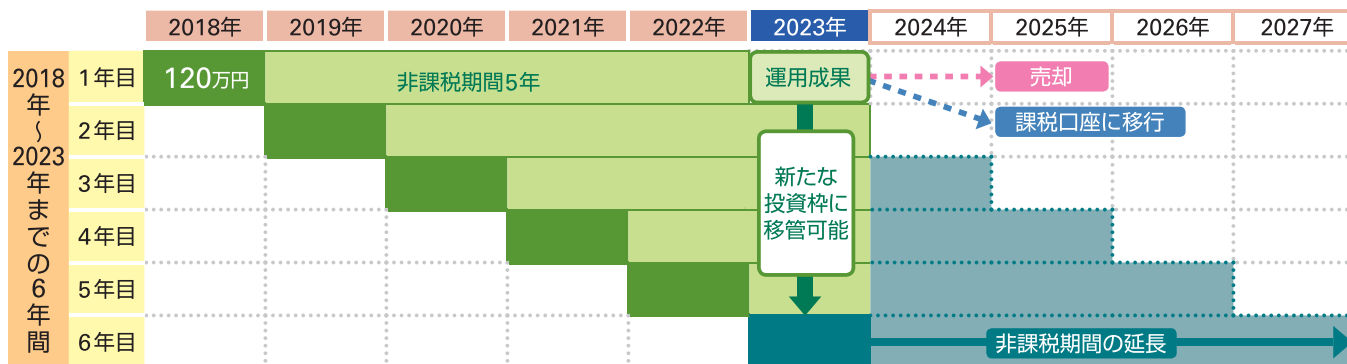 2018年 2019年 2020年 2021年 2022年 2023年 2024年 2025年 2026年 2027年
2018年〜2023年までの6年間
1年目 120万円 非課税期間5年 運用成果 売却
2年目 課税口座に移行
3年目
新たな
投資枠に
移管可能
4年目
5年目
6年目 非課税期間の延長